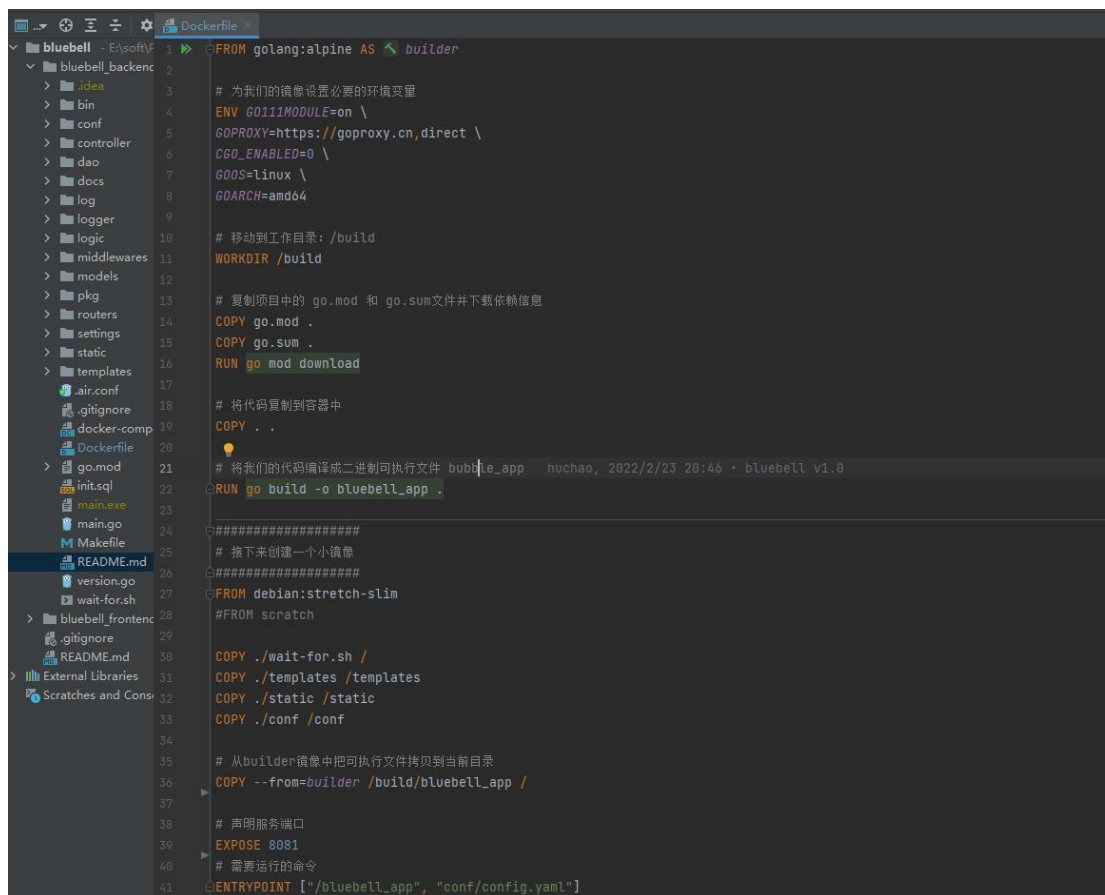 Dockerfile
bluebell - E:\soft\F
bluebell_backend
.idea
bin
conf
controller
dao
docs
log
logger
logic
middlewares
models
pkg
routers
settings
static
templates
.air.conf
.gitignore
docker-comp
Dockerfile
go.mod
init.sql
main.exe
main.go
Makefile
README.md
version.go
wait-for.sh
bluebell_frontend
.gitignore
README.md
External Libraries
Scratches and Conso
1 FROM golang:alpine AS builder
2
3 # 为我们的镜像设置必要的环境变量
4 ENV GO111MODULE=on \
5 GOPROXY=https://goproxy.cn,direct \
6 CGO_ENABLED=0 \
7 GOOS=linux \
8 GOARCH=amd64
9
10 # 移动到工作目录：/build
11 WORKDIR /build
12
13 # 复制项目中的 go.mod 和 go.sum文件并下载依赖信息
14 COPY go.mod .
15 COPY go.sum .
16 RUN go mod download
17
18 # 将代码复制到容器中
19 COPY . .
20
21 # 将我们的代码编译成二进制可执行文件 bubble_app huchao, 2022/2/23 20:46 • bluebell v1.0
22 RUN go build -o bluebell_app .
23
24 ###################
25 # 接下来创建一个小镜像
26 ###################
27 FROM debian:stretch-slim
28 #FROM scratch
29
30 COPY ./wait-for.sh /
31 COPY ./templates /templates
32 COPY ./static /static
33 COPY ./conf /conf
34
35 # 从builder镜像中把可执行文件拷贝到当前目录
36 COPY --from=builder /build/bluebell_app /
37
38 # 声明服务端口
39 EXPOSE 8081
40 # 需要运行的命令
41 ENTRYPOINT ["/bluebell_app", "conf/config.yaml"]